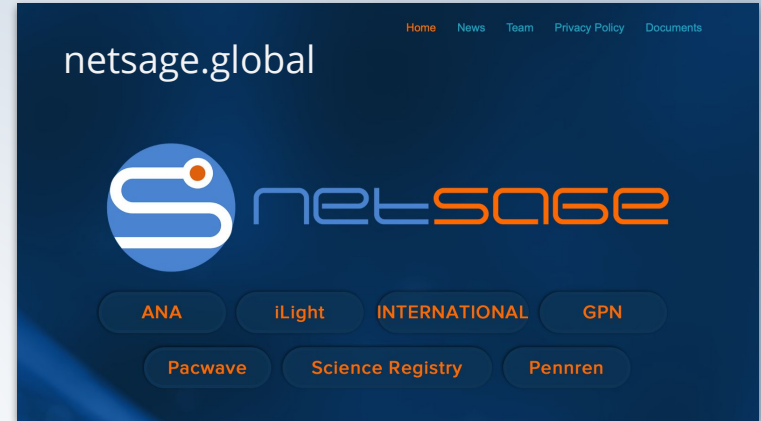 Home News Team Privacy Policy Documents
netsage.global
netsage
ANA iLight INTERNATIONAL GPN
Pacwave Science Registry Pennren